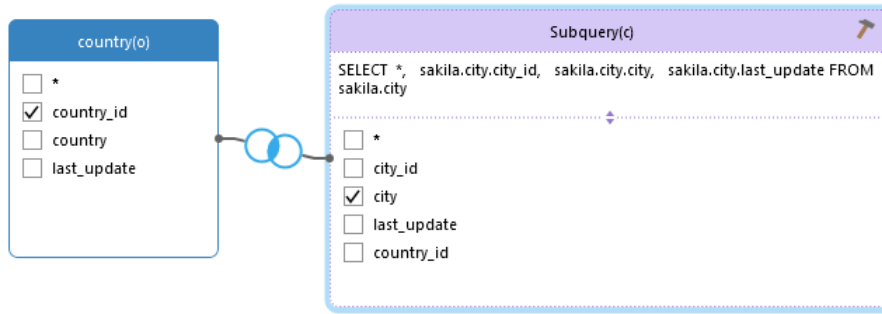 country(o)
*
country_id
country
last_update
Subquery(c)
SELECT *, sakila.city.city_id, sakila.city.city, sakila.city.last_update FROM
sakila.city
*
city_id
city
last_update
country_id